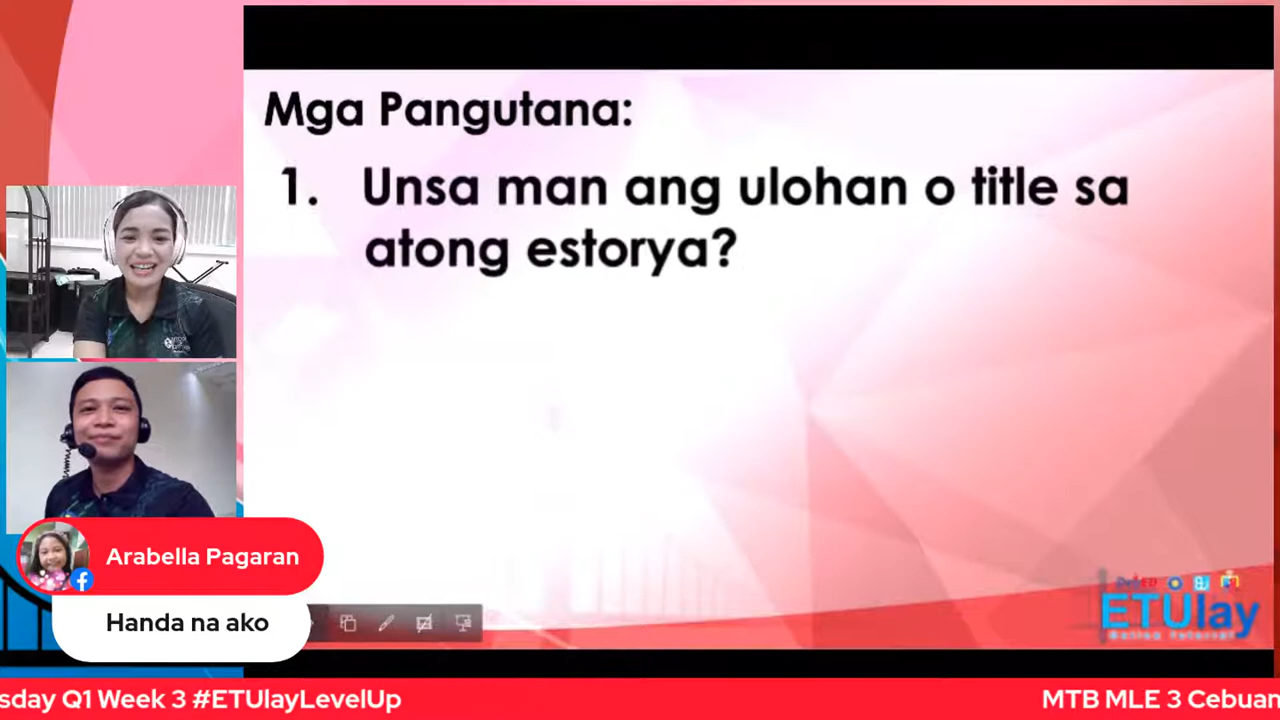 Mga Pangutana:
1. Unsa man ang ulohan o title sa
atong estorya?
Arabella Pagaran
Handa na ako
ETUlay
sday Q1 Week 3 #ETUlayLevelUp
MTB MLE 3 Cebuan